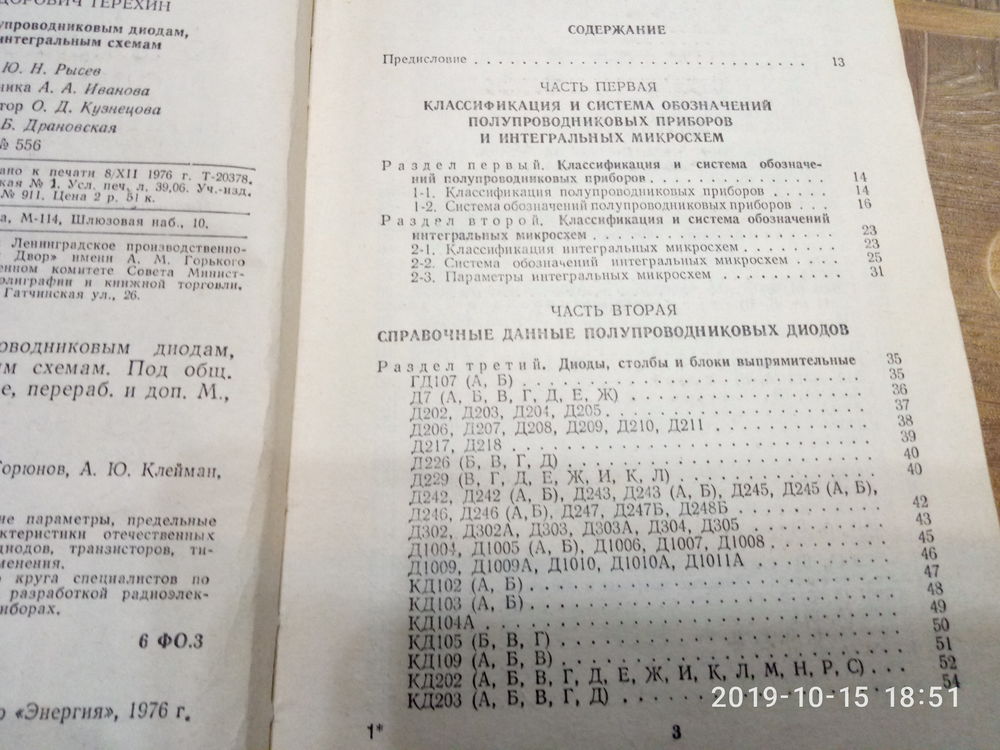 ДОРОВИЧ ТЕРЕХИН
упроводниковым диодам,
интегральным схемам
Ю. Н. Рысев
ника А. А. Иванова
тор О. Д. Кузнецова
Б. Драновская
№ 556
ано к печати 8/XII 1976 г. Т-20378.
ская № 1. Усл. печ. л. 39,06. Уч.-изд.
№ 911. Цена 2 р. 51 к.
а, М-114, Шлюзовая наб., 10.
Ленинградское производственно-
Двор» имени А. М. Горького
енном комитете Совета Минист-
олиграфии и книжной торговли.
Гатчинская ул., 26.
оводниковым диодам,
ым схемам. Под общ.
е, перераб. и доп. М.,
Горюнов, А. Ю. Клейман,
ие параметры, предельные
ктеристики отечественных
диодов, транзисторов, ти-
менения.
о круга специалистов по
разработкой радиоэлек-
иборах.
6 ФО.3
о «Энергия», 1976 г.
СОДЕРЖАНИЕ
Предисловие . . . . . . . . . . . . . . . . . . . . 13
ЧАСТЬ ПЕРВАЯ
КЛАССИФИКАЦИЯ И СИСТЕМА ОБОЗНАЧЕНИЙ
ПОЛУПРОВОДНИКОВЫХ ПРИБОРОВ
И ИНТЕГРАЛЬНЫХ МИКРОСХЕМ
Раздел первый. Классификация и система обозначе-
ний полупроводниковых приборов . . . . . . . . . . 14
1-1. Классификация полупроводниковых приборов . . . . 14
1-2. Система обозначений полупроводниковых приборов . . . 16
Раздел второй. Классификация и система обозначений
интегральных микросхем . . . . . . . . . . . . . . 23
2-1. Классификация интегральных микросхем . . . . . . 23
2-2. Система обозначений интегральных микросхем . . . . 25
2-3. Параметры интегральных микросхем . . . . . . . 31
ЧАСТЬ ВТОРАЯ
СПРАВОЧНЫЕ ДАННЫЕ ПОЛУПРОВОДНИКОВЫХ ДИОДОВ
Раздел третий. Диоды, столбы и блоки выпрямительные 35
ГД107 (А, Б) . . . . . . . . . . . . . . . . . . 35
Д7 (А, Б, В, Г, Д, Е, Ж) . . . . . . . . . . . . . 36
Д202, Д203, Д204, Д205 . . . . . . . . . . . . . . 37
Д206, Д207, Д208, Д209, Д210, Д211 . . . . . . . . . 38
Д217, Д218 . . . . . . . . . . . . . . . . . . . 39
Д226 (Б, В, Г, Д) . . . . . . . . . . . . . . . . 40
Д229 (В, Г, Д, Е, Ж, И, К, Л) . . . . . . . . . . . 40
Д242, Д242 (А, Б), Д243, Д243 (А, Б), Д245, Д245 (А, Б),
Д246, Д246 (А, Б), Д247, Д247Б, Д248Б . . . . . . . . 42
Д302, Д302А, Д303, Д303А, Д304, Д305 . . . . . . . . 43
Д1004, Д1005 (А, Б), Д1006, Д1007, Д1008 . . . . . . . 45
Д1009, Д1009А, Д1010, Д1010А, Д1011А . . . . . . . . 46
КД102 (А, Б) . . . . . . . . . . . . . . . . . . 47
КД103 (А, Б) . . . . . . . . . . . . . . . . . . 48
КД104А . . . . . . . . . . . . . . . . . . . . . 49
КД105 (Б, В, Г) . . . . . . . . . . . . . . . . . 50
КД109 (А, Б, В) . . . . . . . . . . . . . . . . . 51
КД202 (А, Б, В, Г, Д, Е, Ж, И, К, Л, М, Н, Р, С) . . . 52
КД203 (А, Б, В, Г, Д) . . . . . . . . . . . . . . 54
1* 3
2019-10-15 18:51